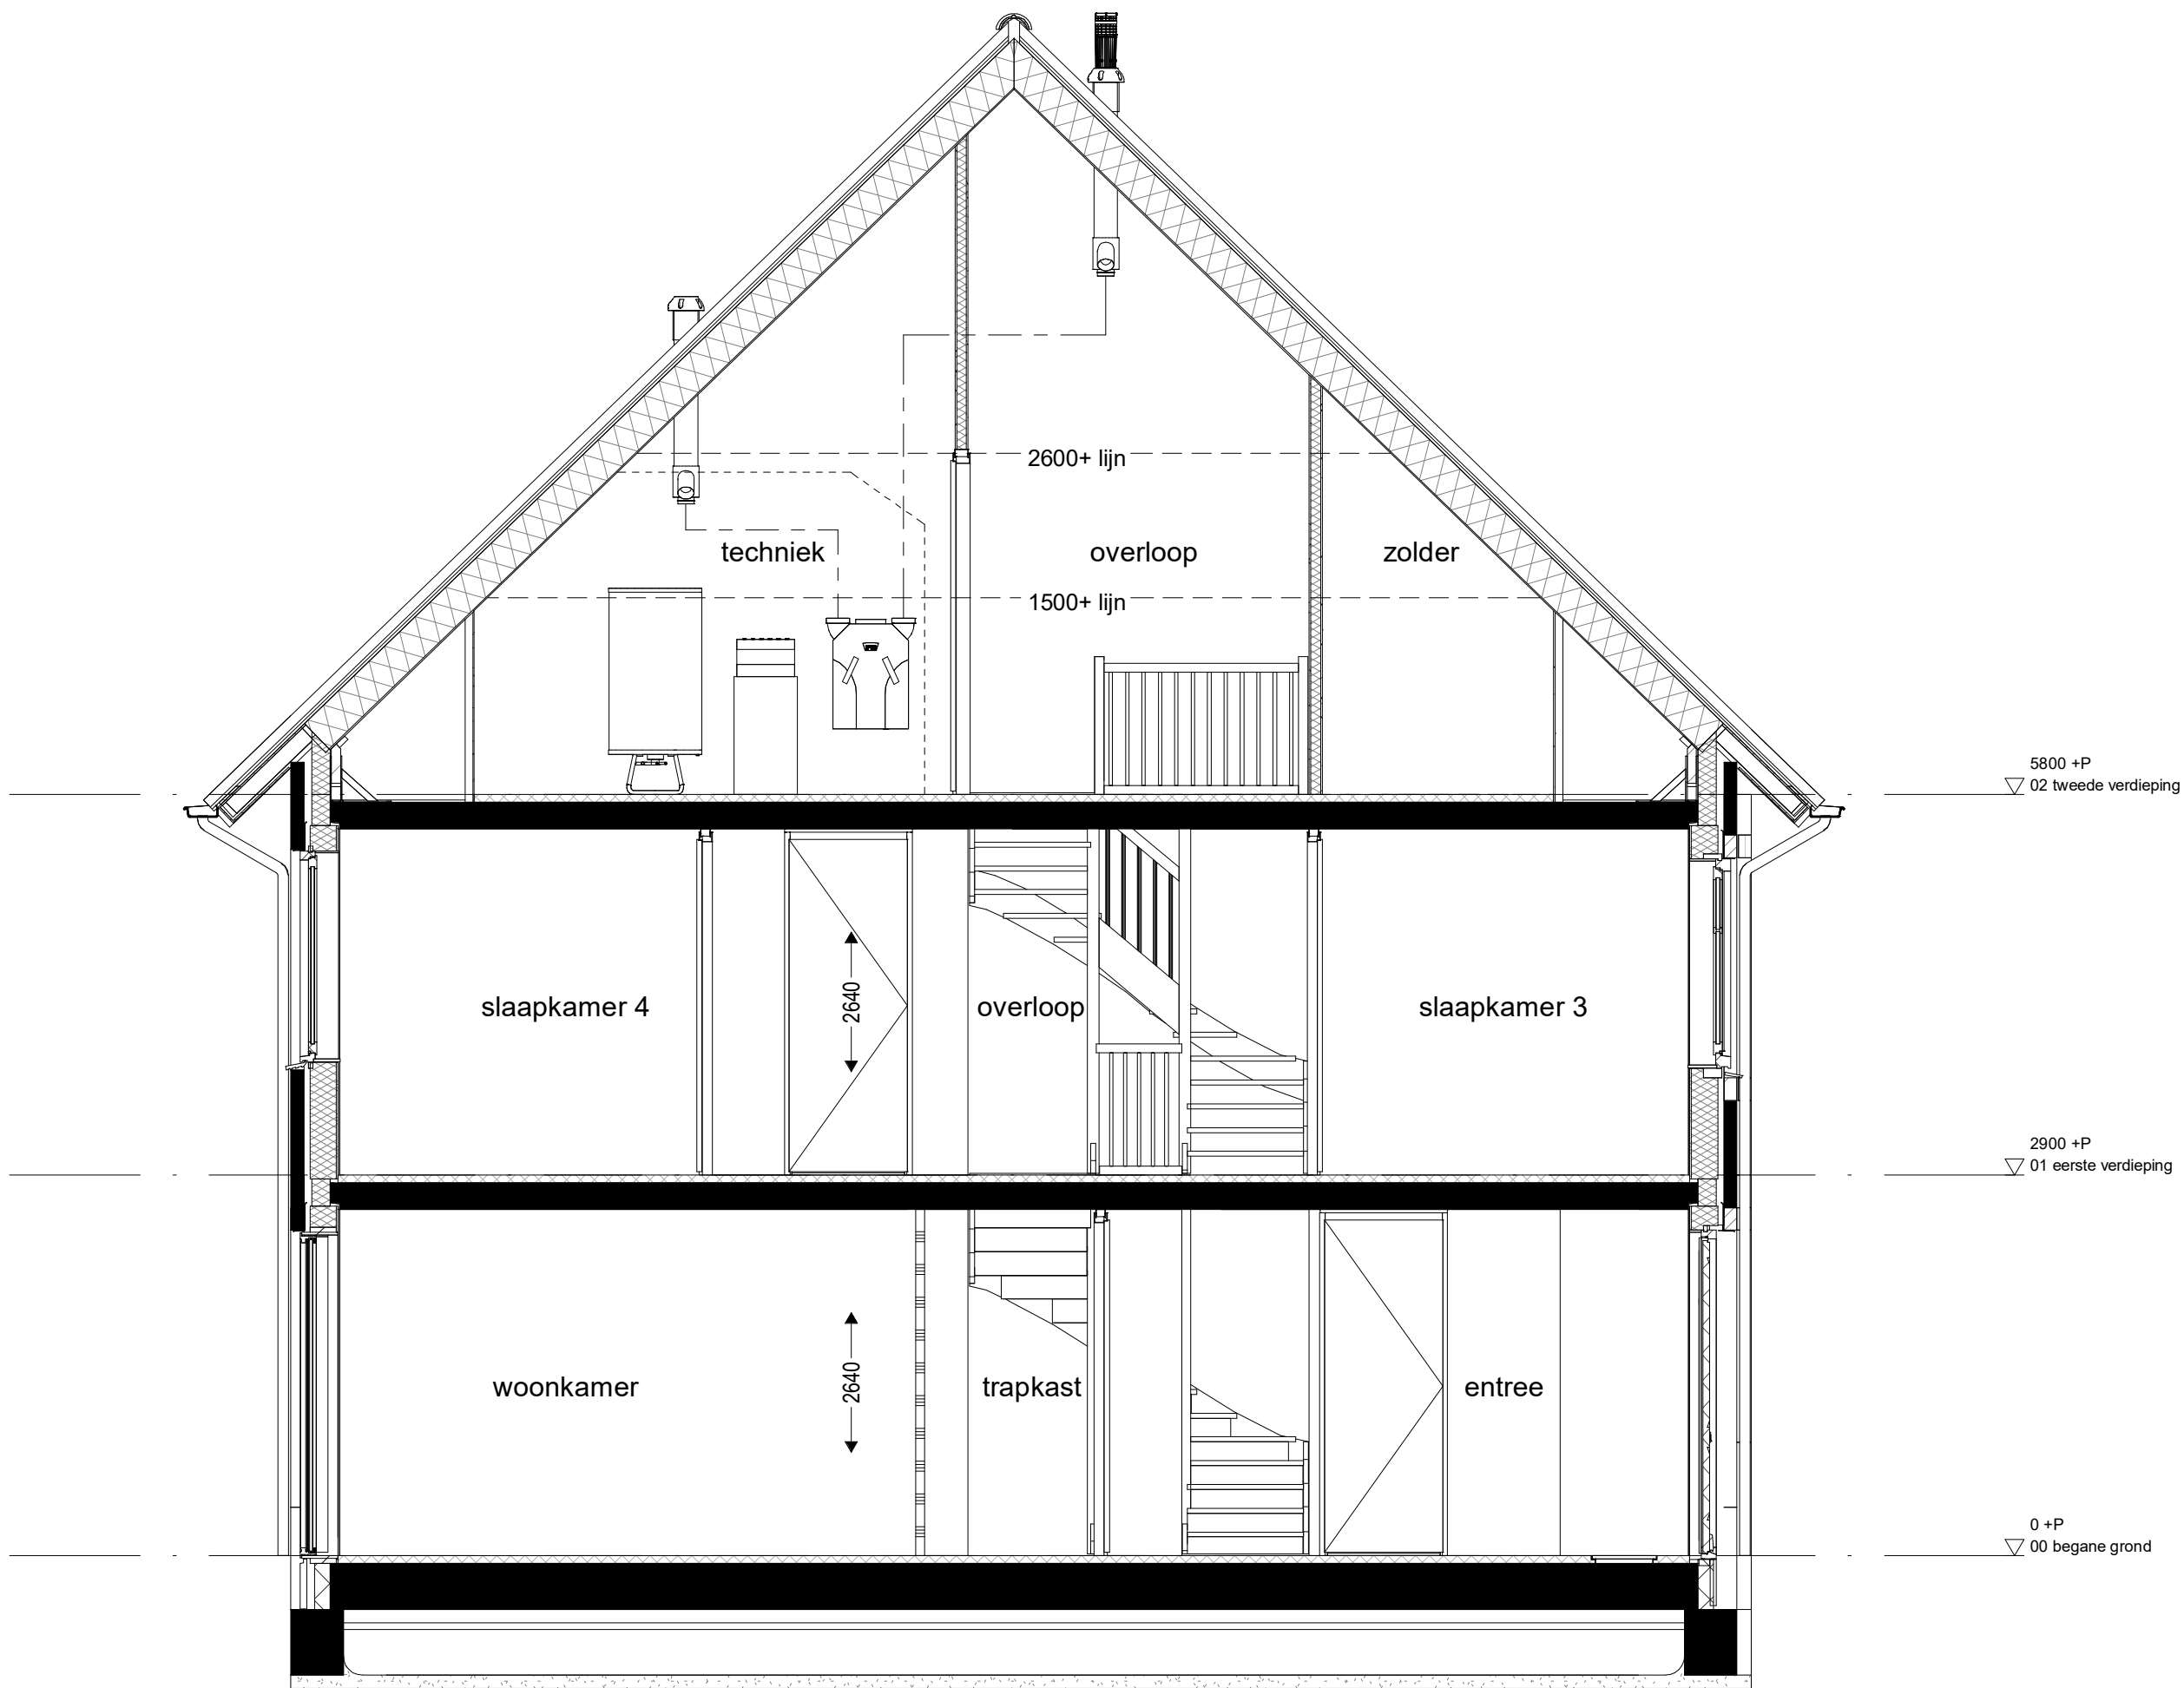 2600+ lijn
techniek
overloop
zolder
1500+ lijn
5800 +P
02 tweede verdieping
slaapkamer 4
2640
overloop
slaapkamer 3
2900 +P
01 eerste verdieping
woonkamer
2640
trapkast
entree
0 +P
00 begane grond